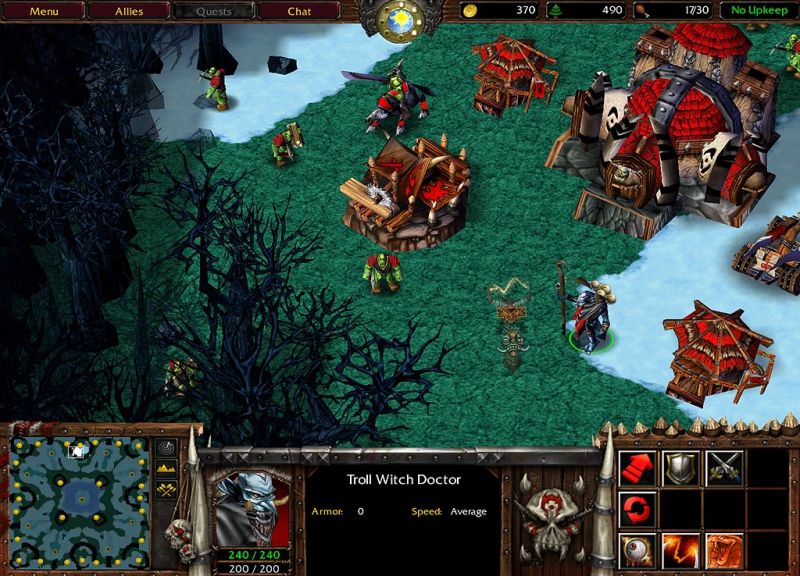 Menu Allies Quests Chat 370 490 17/30 No Upkeep
Troll Witch Doctor
Armor: 0 Speed: Average
240 / 240
200 / 200